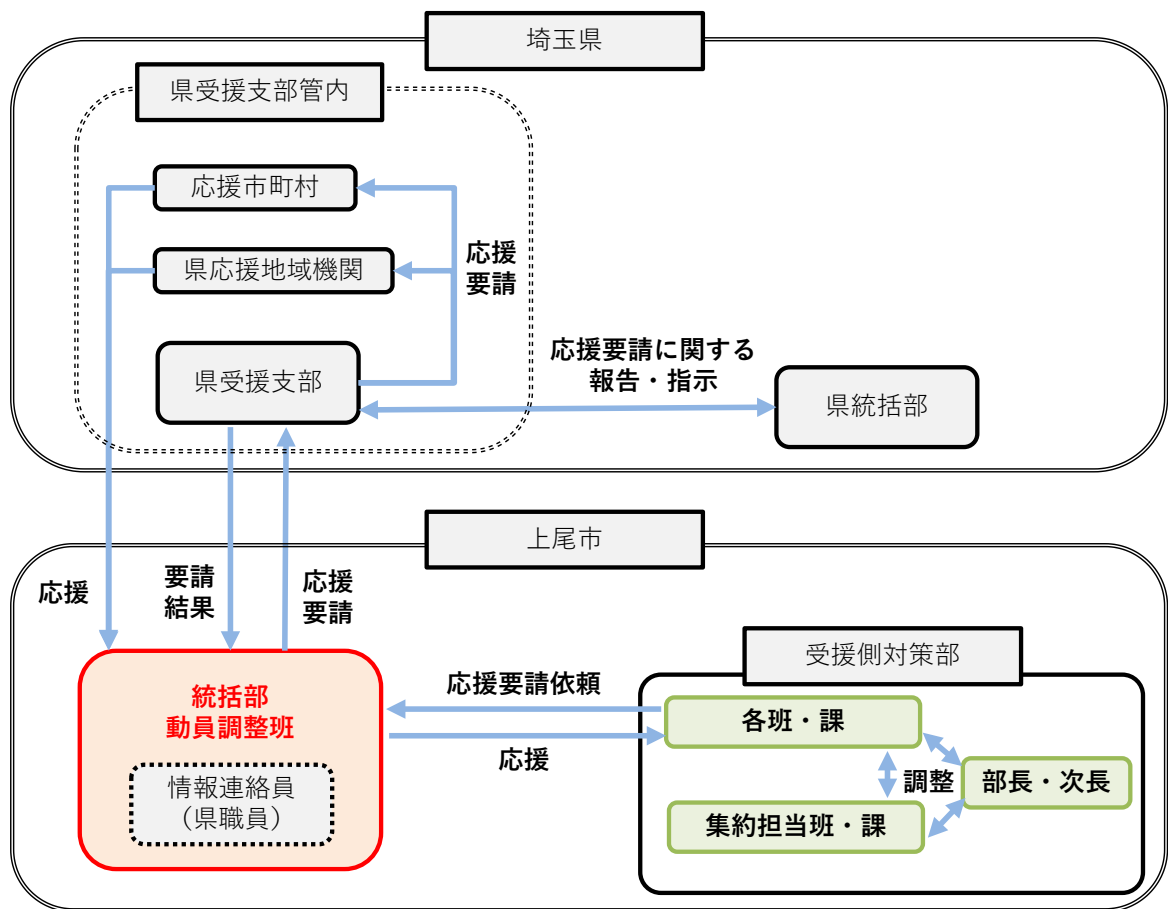 埼玉県
県受援支部管内
応援市町村
県応援地域機関
応援
要請
県受援支部
応援要請に関する
報告・指示
県統括部
上尾市
応援
要請
結果
応援
要請
受援側対策部
統括部
動員調整班
情報連絡員
（県職員）
応援要請依頼
応援
各班・課
調整
部長・次長
集約担当班・課